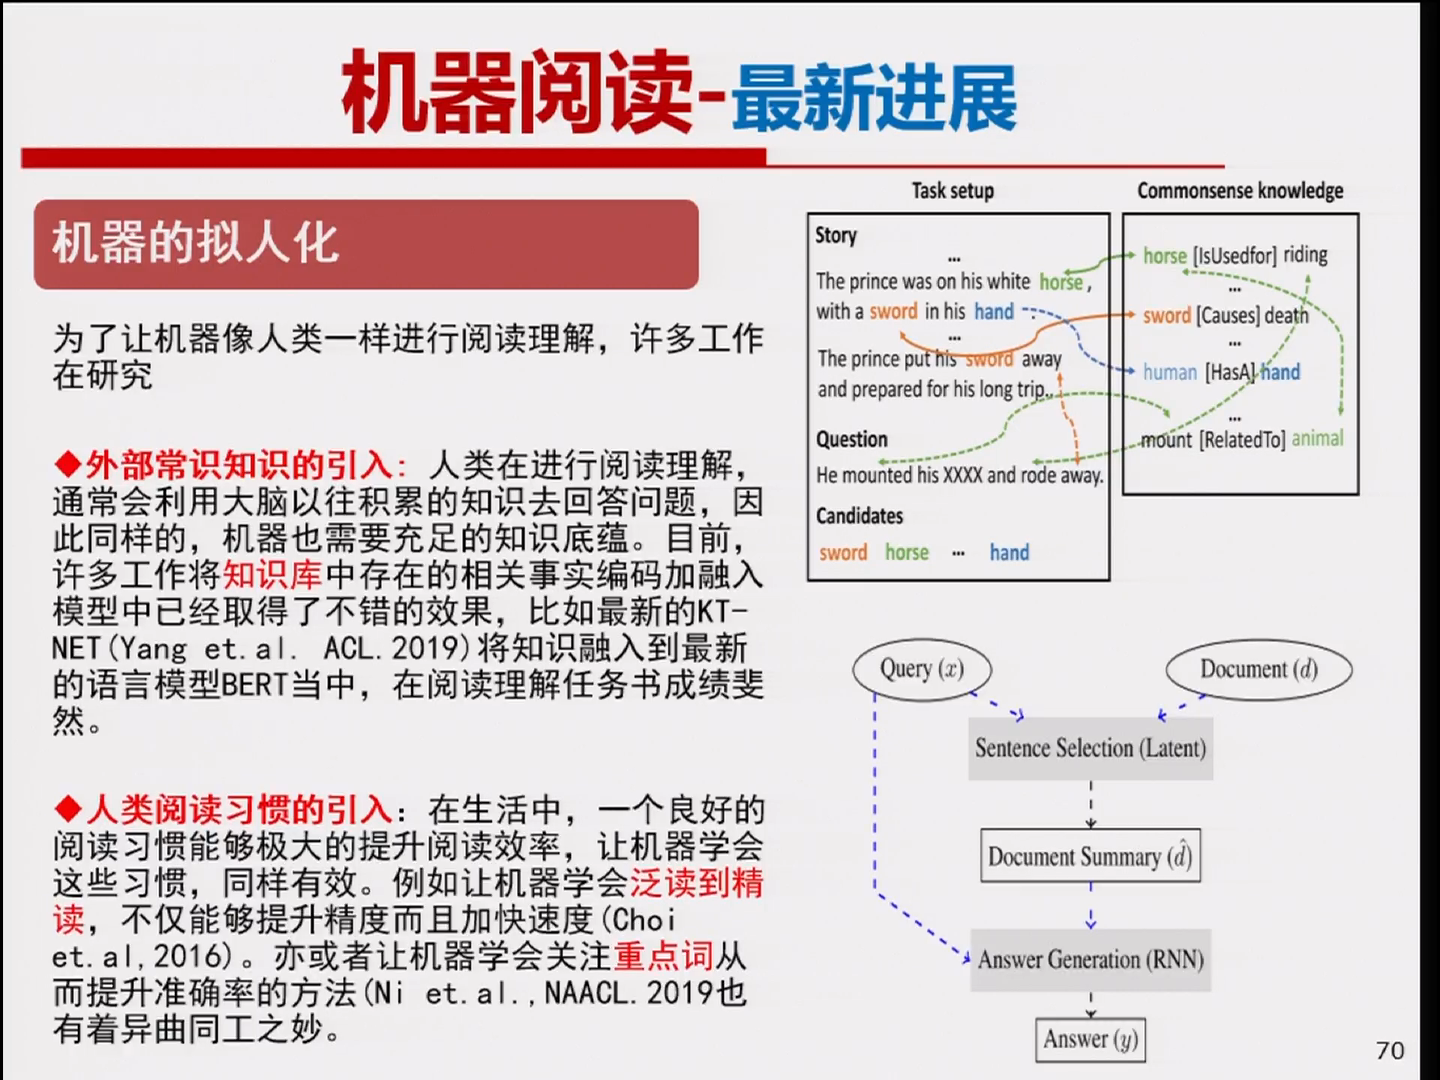 机器阅读-最新进展
机器的拟人化
为了让机器像人类一样进行阅读理解，许多工作
在研究
◆外部常识知识的引入：人类在进行阅读理解，
通常会利用大脑以往积累的知识去回答问题，因
此同样的，机器也需要充足的知识底蕴。目前，
许多工作将知识库中存在的相关事实编码加融入
模型中已经取得了不错的效果，比如最新的KT-
NET(Yang et.al. ACL.2019)将知识融入到最新
的语言模型BERT当中，在阅读理解任务书成绩斐
然。
◆人类阅读习惯的引入：在生活中，一个良好的
阅读习惯能够极大的提升阅读效率，让机器学会
这些习惯，同样有效。例如让机器学会泛读到精
读，不仅能够提升精度而且加快速度(Choi
et.al,2016)。亦或者让机器学会关注重点词从
而提升准确率的方法(Ni et.al.,NAACL.2019也
有着异曲同工之妙。
Task setup
Story
...
The prince was on his white horse,
with a sword in his hand .
...
The prince put his sword away
and prepared for his long trip..
Question
He mounted his XXXX and rode away.
Candidates
sword horse ... hand
Commonsense knowledge
horse [IsUsedfor] riding
...
sword [Causes] death
...
human [HasA] hand
...
mount [RelatedTo] animal
Query (x)
Document (d)
Sentence Selection (Latent)
Document Summary (d̂)
Answer Generation (RNN)
Answer (y)
70